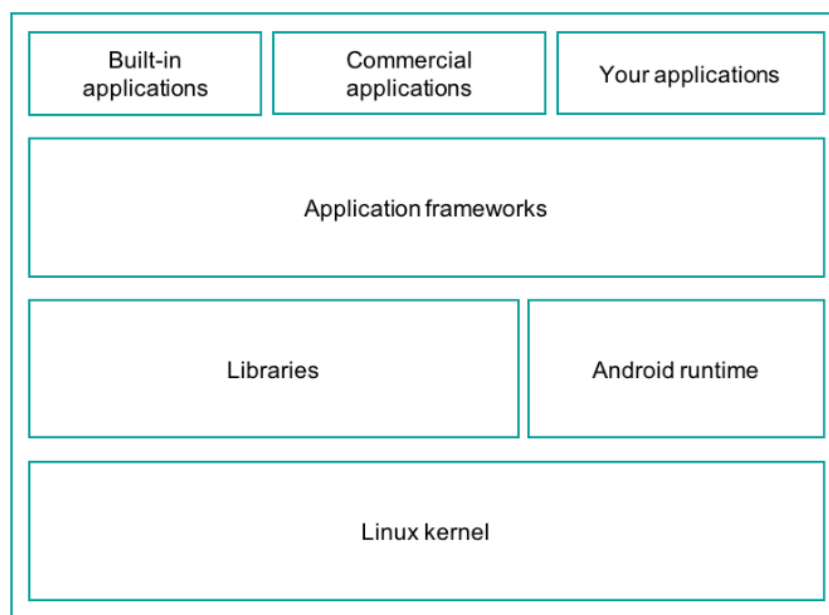 Built-in
applications
Commercial
applications
Your applications
Application frameworks
Libraries
Android runtime
Linux kernel